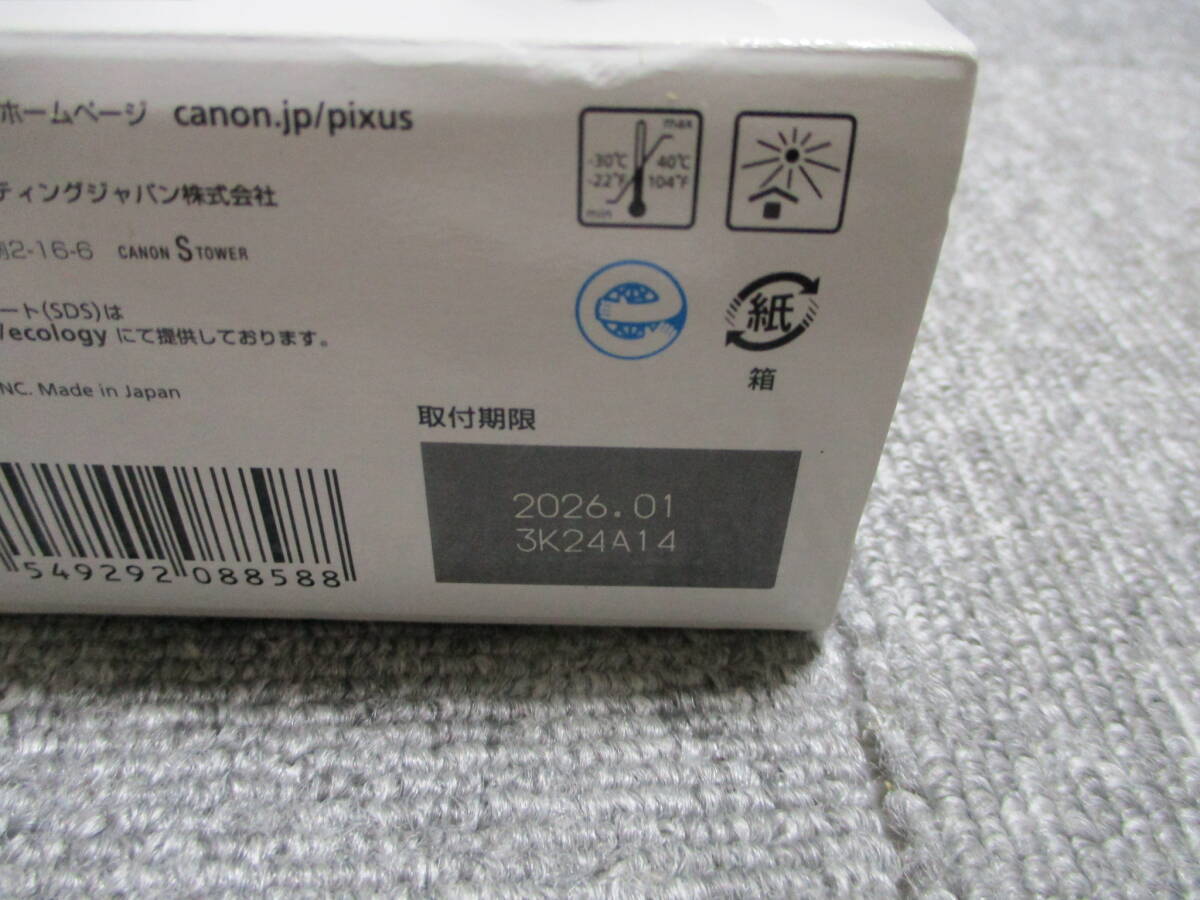 ホームページ canon.jp/pixus
ティングジャパン株式会社
2-16-6 CANON S TOWER
ート(SDS)は
/ecology にて提供しております。
NC. Made in Japan
max
-30℃ 40℃
-22°F 104°F
min
紙
箱
取付期限
2026.01
3K24A14
549292 088588